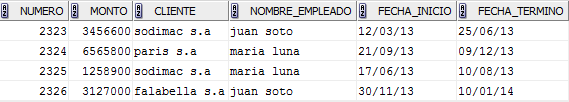 NUMERO MONTO CLIENTE NOMBRE_EMPLEADO FECHA_INICIO FECHA_TERMINO
2323 3456600 sodimac s.a juan soto 12/03/13 25/06/13
2324 6565800 paris s.a maria luna 21/09/13 09/12/13
2325 1258900 sodimac s.a maria luna 17/06/13 10/08/13
2326 3127000 falabella s.a juan soto 30/11/13 10/01/14